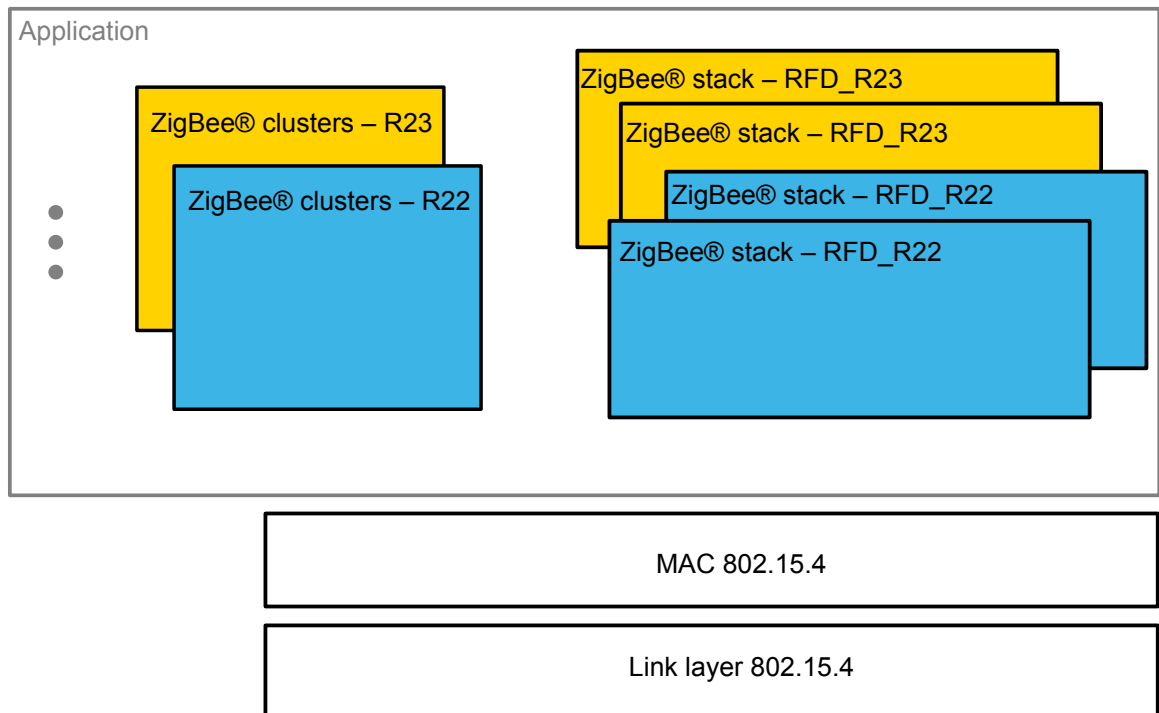 Application
ZigBee® clusters – R23
ZigBee® clusters – R22
ZigBee® stack – RFD_R23
ZigBee® stack – RFD_R23
ZigBee® stack – RFD_R22
ZigBee® stack – RFD_R22
MAC 802.15.4
Link layer 802.15.4